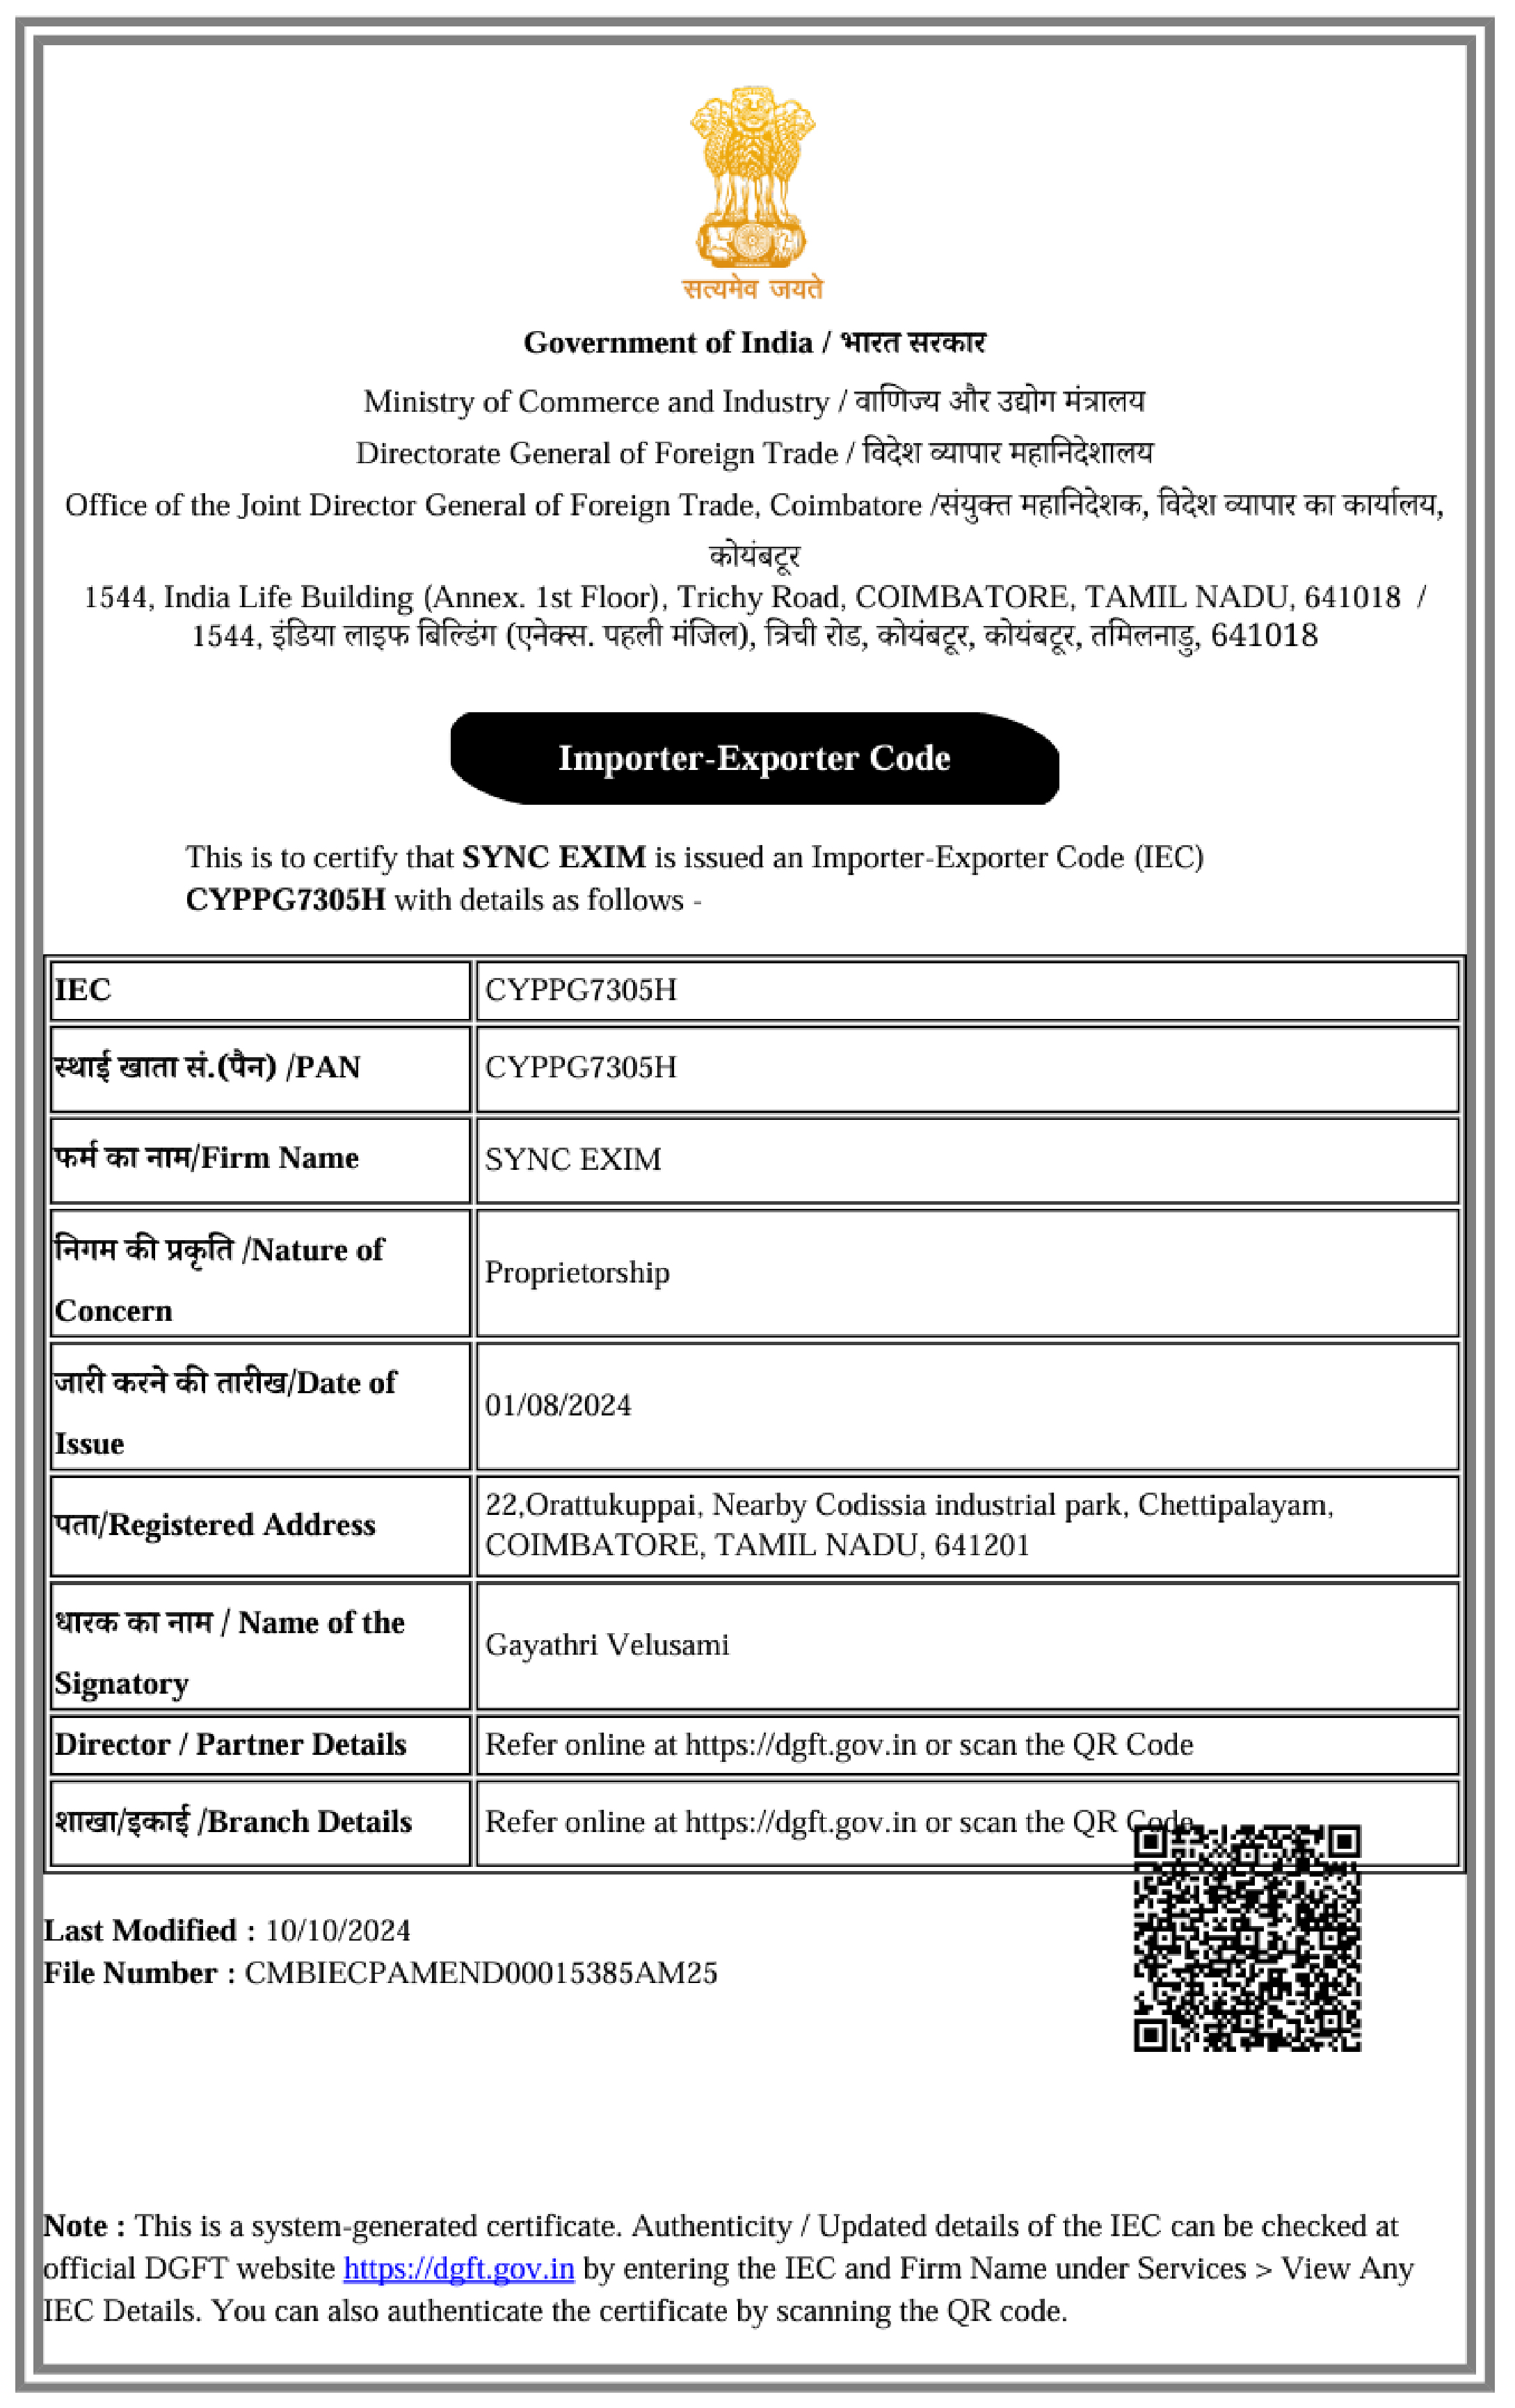 सत्यमेव जयते
Government of India / भारत सरकार
Ministry of Commerce and Industry / वाणिज्य और उद्योग मंत्रालय
Directorate General of Foreign Trade / विदेश व्यापार महानिदेशालय
Office of the Joint Director General of Foreign Trade, Coimbatore /संयुक्त महानिदेशक, विदेश व्यापार का कार्यालय,
कोयंबटूर
1544, India Life Building (Annex. 1st Floor), Trichy Road, COIMBATORE, TAMIL NADU, 641018 /
1544, इंडिया लाइफ बिल्डिंग (एनेक्स. पहली मंजिल), त्रिची रोड, कोयंबटूर, कोयंबटूर, तमिलनाडु, 641018
Importer-Exporter Code
This is to certify that SYNC EXIM is issued an Importer-Exporter Code (IEC)
CYPPG7305H with details as follows -
IEC CYPPG7305H
स्थाई खाता सं.(पैन) /PAN CYPPG7305H
फर्म का नाम/Firm Name SYNC EXIM
निगम की प्रकृति /Nature of
Concern
Proprietorship
जारी करने की तारीख/Date of
Issue
01/08/2024
पता/Registered Address
22,Orattukuppai, Nearby Codissia industrial park, Chettipalayam,
COIMBATORE, TAMIL NADU, 641201
धारक का नाम / Name of the
Signatory
Gayathri Velusami
Director / Partner Details Refer online at https://dgft.gov.in or scan the QR Code
शाखा/इकाई /Branch Details Refer online at https://dgft.gov.in or scan the QR Code
Last Modified : 10/10/2024
File Number : CMBIECPAMEND00015385AM25
Note : This is a system-generated certificate. Authenticity / Updated details of the IEC can be checked at
official DGFT website https://dgft.gov.in by entering the IEC and Firm Name under Services > View Any
IEC Details. You can also authenticate the certificate by scanning the QR code.